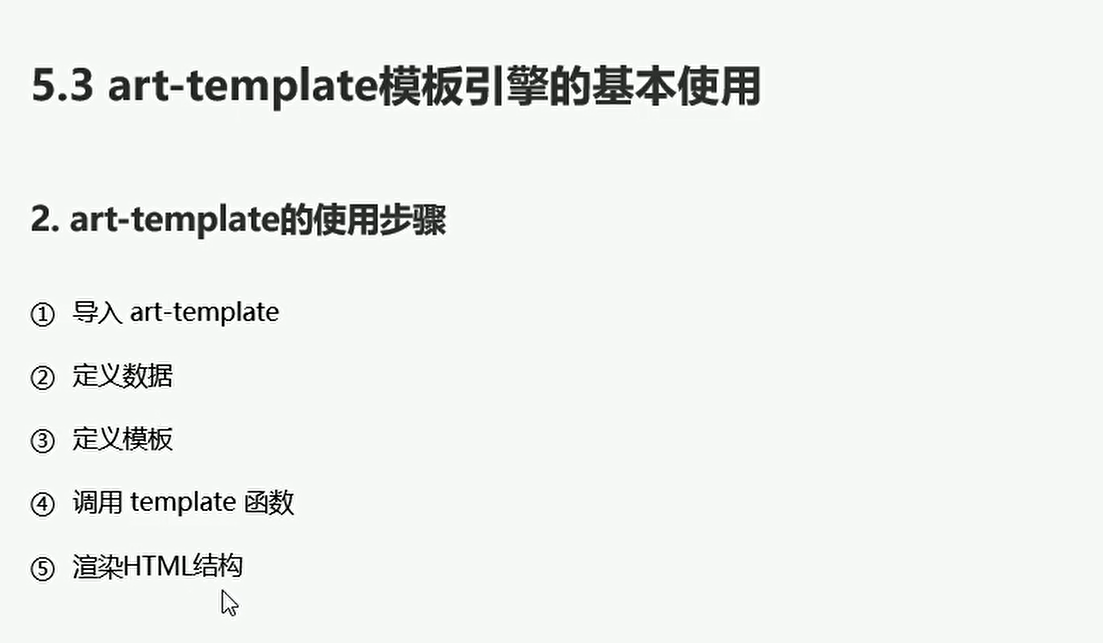 5.3 art-template模板引擎的基本使用
2. art-template的使用步骤
① 导入 art-template
② 定义数据
③ 定义模板
④ 调用 template 函数
⑤ 渲染HTML结构